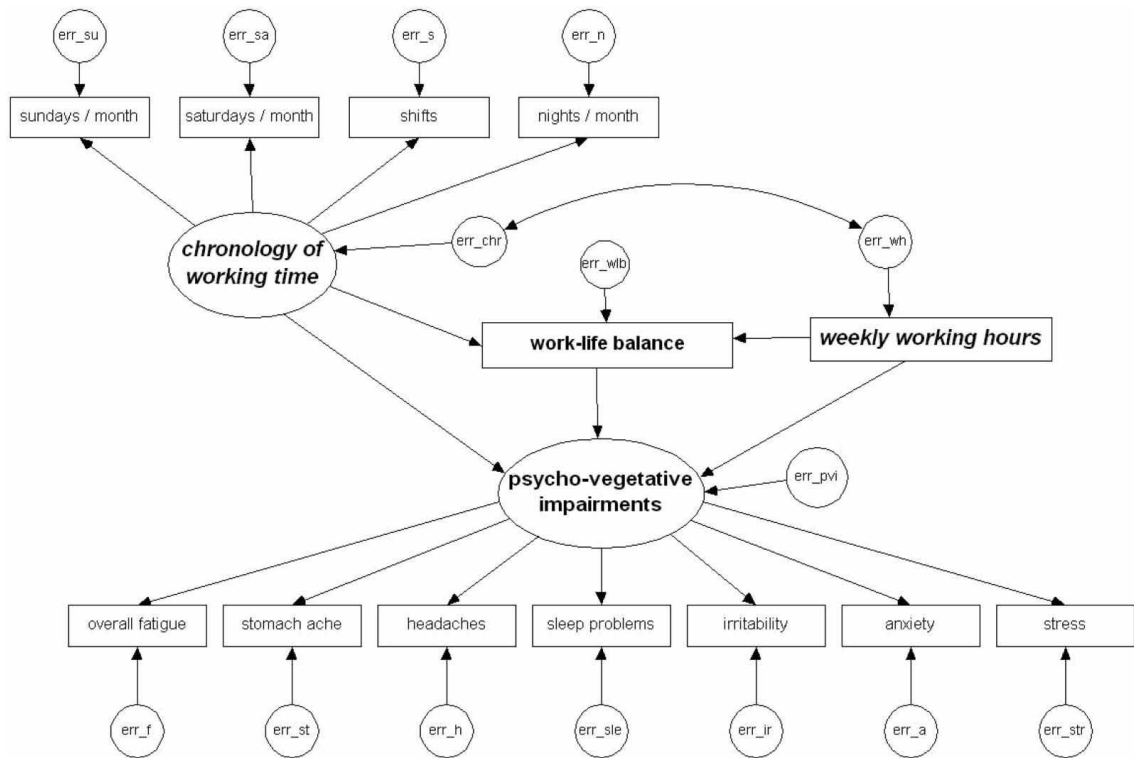 err_su
err_sa
err_s
err_n
sundays / month
saturdays / month
shifts
nights / month
chronology of
working time
err_chr
err_wlb
err_wh
work-life balance
weekly working hours
psycho-vegetative
impairments
err_pvi
overall fatigue
stomach ache
headaches
sleep problems
irritability
anxiety
stress
err_f
err_st
err_h
err_sle
err_ir
err_a
err_str